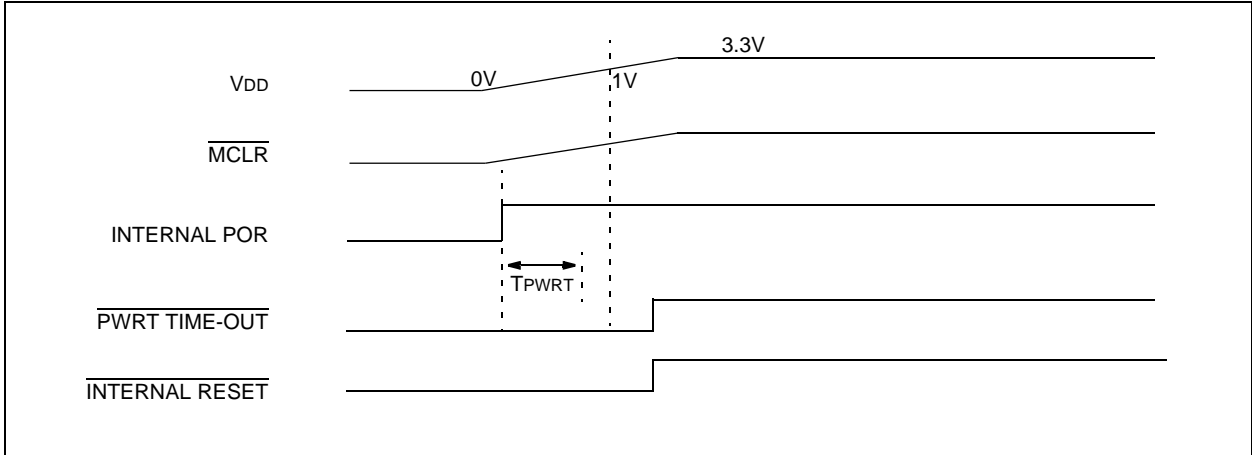 3.3V
VDD 0V 1V
MCLR
INTERNAL POR
TPWRT
PWRT TIME-OUT
INTERNAL RESET